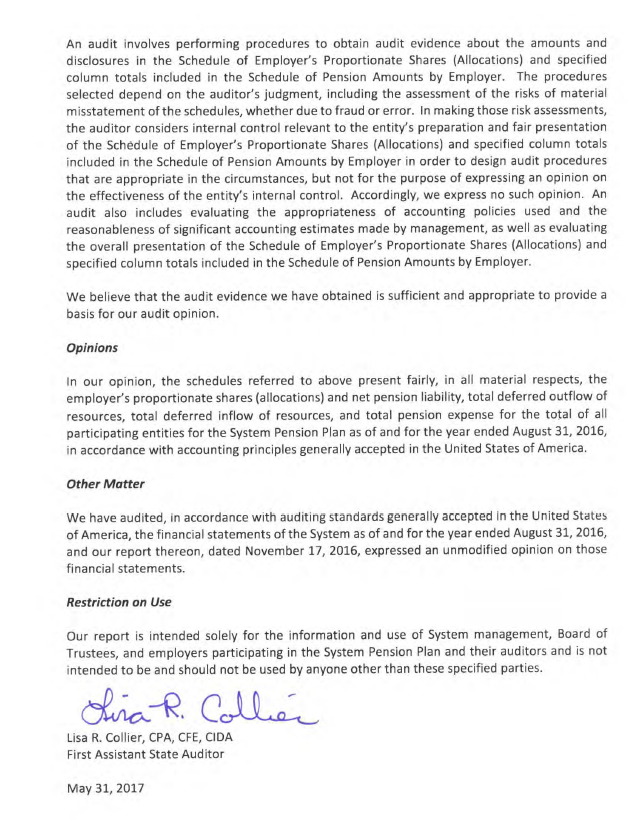 An audit involves performing procedures to obtain audit evidence about the amounts and
disclosures in the Schedule of Employer's Proportionate Shares (Allocations) and specified
column totals included in the Schedule of Pension Amounts by Employer. The procedures
selected depend on the auditor's judgment, including the assessment of the risks of material
misstatement of the schedules, whether due to fraud or error. In making those risk assessments,
the auditor considers internal control relevant to the entity's preparation and fair presentation
of the Schedule of Employer's Proportionate Shares (Allocations) and specified column totals
included in the Schedule of Pension Amounts by Employer in order to design audit procedures
that are appropriate in the circumstances, but not for the purpose of expressing an opinion on
the effectiveness of the entity's internal control. Accordingly, we express no such opinion. An
audit also includes evaluating the appropriateness of accounting policies used and the
reasonableness of significant accounting estimates made by management, as well as evaluating
the overall presentation of the Schedule of Employer's Proportionate Shares (Allocations) and
specified column totals included in the Schedule of Pension Amounts by Employer.
We believe that the audit evidence we have obtained is sufficient and appropriate to provide a
basis for our audit opinion.
Opinions
In our opinion, the schedules referred to above present fairly, in all material respects, the
employer's proportionate shares (allocations) and net pension liability, total deferred outflow of
resources, total deferred inflow of resources, and total pension expense for the total of all
participating entities for the System Pension Plan as of and for the year ended August 31, 2016,
in accordance with accounting principles generally accepted in the United States of America.
Other Matter
We have audited, in accordance with auditing standards generally accepted in the United States
of America, the financial statements of the System as of and for the year ended August 31, 2016,
and our report thereon, dated November 17, 2016, expressed an unmodified opinion on those
financial statements.
Restriction on Use
Our report is intended solely for the information and use of System management, Board of
Trustees, and employers participating in the System Pension Plan and their auditors and is not
intended to be and should not be used by anyone other than these specified parties.
Lisa R. Collier
Lisa R. Collier, CPA, CFE, CIDA
First Assistant State Auditor
May 31, 2017